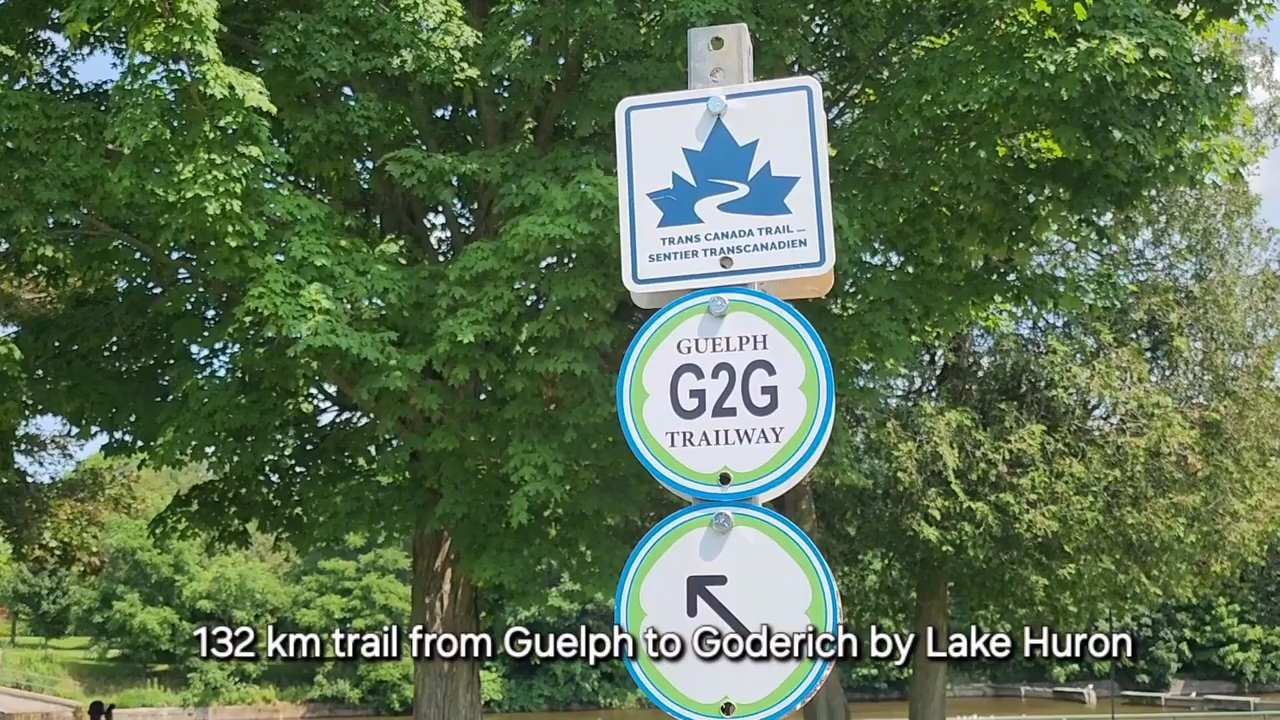 TRANS CANADA TRAIL –
SENTIER TRANSCANADIEN
GUELPH
G2G
TRAILWAY
132 km trail from Guelph to Goderich by Lake Huron